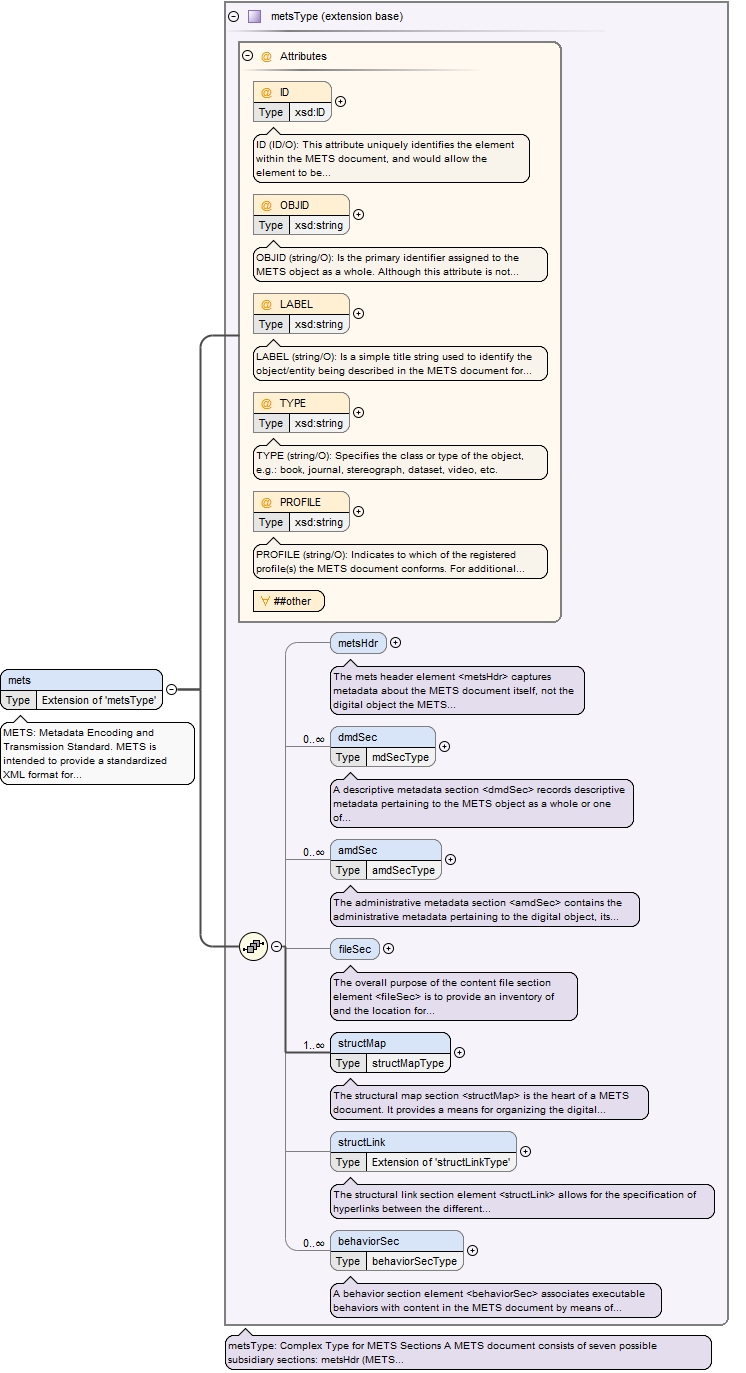 metsType (extension base)
@ Attributes
@ ID
Type xsd:ID
ID (ID/O): This attribute uniquely identifies the element
within the METS document, and would allow the
element to be...
@ OBJID
Type xsd:string
OBJID (string/O): Is the primary identifier assigned to the
METS object as a whole. Although this attribute is not...
@ LABEL
Type xsd:string
LABEL (string/O): Is a simple title string used to identify the
object/entity being described in the METS document for...
@ TYPE
Type xsd:string
TYPE (string/O): Specifies the class or type of the object,
e.g.: book, journal, stereograph, dataset, video, etc.
@ PROFILE
Type xsd:string
PROFILE (string/O): Indicates to which of the registered
profile(s) the METS document conforms. For additional...
∀ ##other
mets
Type Extension of 'metsType'
METS: Metadata Encoding and
Transmission Standard. METS is
intended to provide a standardized
XML format for...
metsHdr
The mets header element <metsHdr> captures
metadata about the METS document itself, not the
digital object the METS...
0..∞
dmdSec
Type mdSecType
A descriptive metadata section <dmdSec> records descriptive
metadata pertaining to the METS object as a whole or one
of...
0..∞
amdSec
Type amdSecType
The administrative metadata section <amdSec> contains the
administrative metadata pertaining to the digital object, its...
fileSec
The overall purpose of the content file section
element <fileSec> is to provide an inventory of
and the location for...
1..∞
structMap
Type structMapType
The structural map section <structMap> is the heart of a METS
document. It provides a means for organizing the digital...
structLink
Type Extension of 'structLinkType'
The structural link section element <structLink> allows for the specification of
hyperlinks between the different...
0..∞
behaviorSec
Type behaviorSecType
A behavior section element <behaviorSec> associates executable
behaviors with content in the METS document by means of...
metsType: Complex Type for METS Sections A METS document consists of seven possible
subsidiary sections: metsHdr (METS...